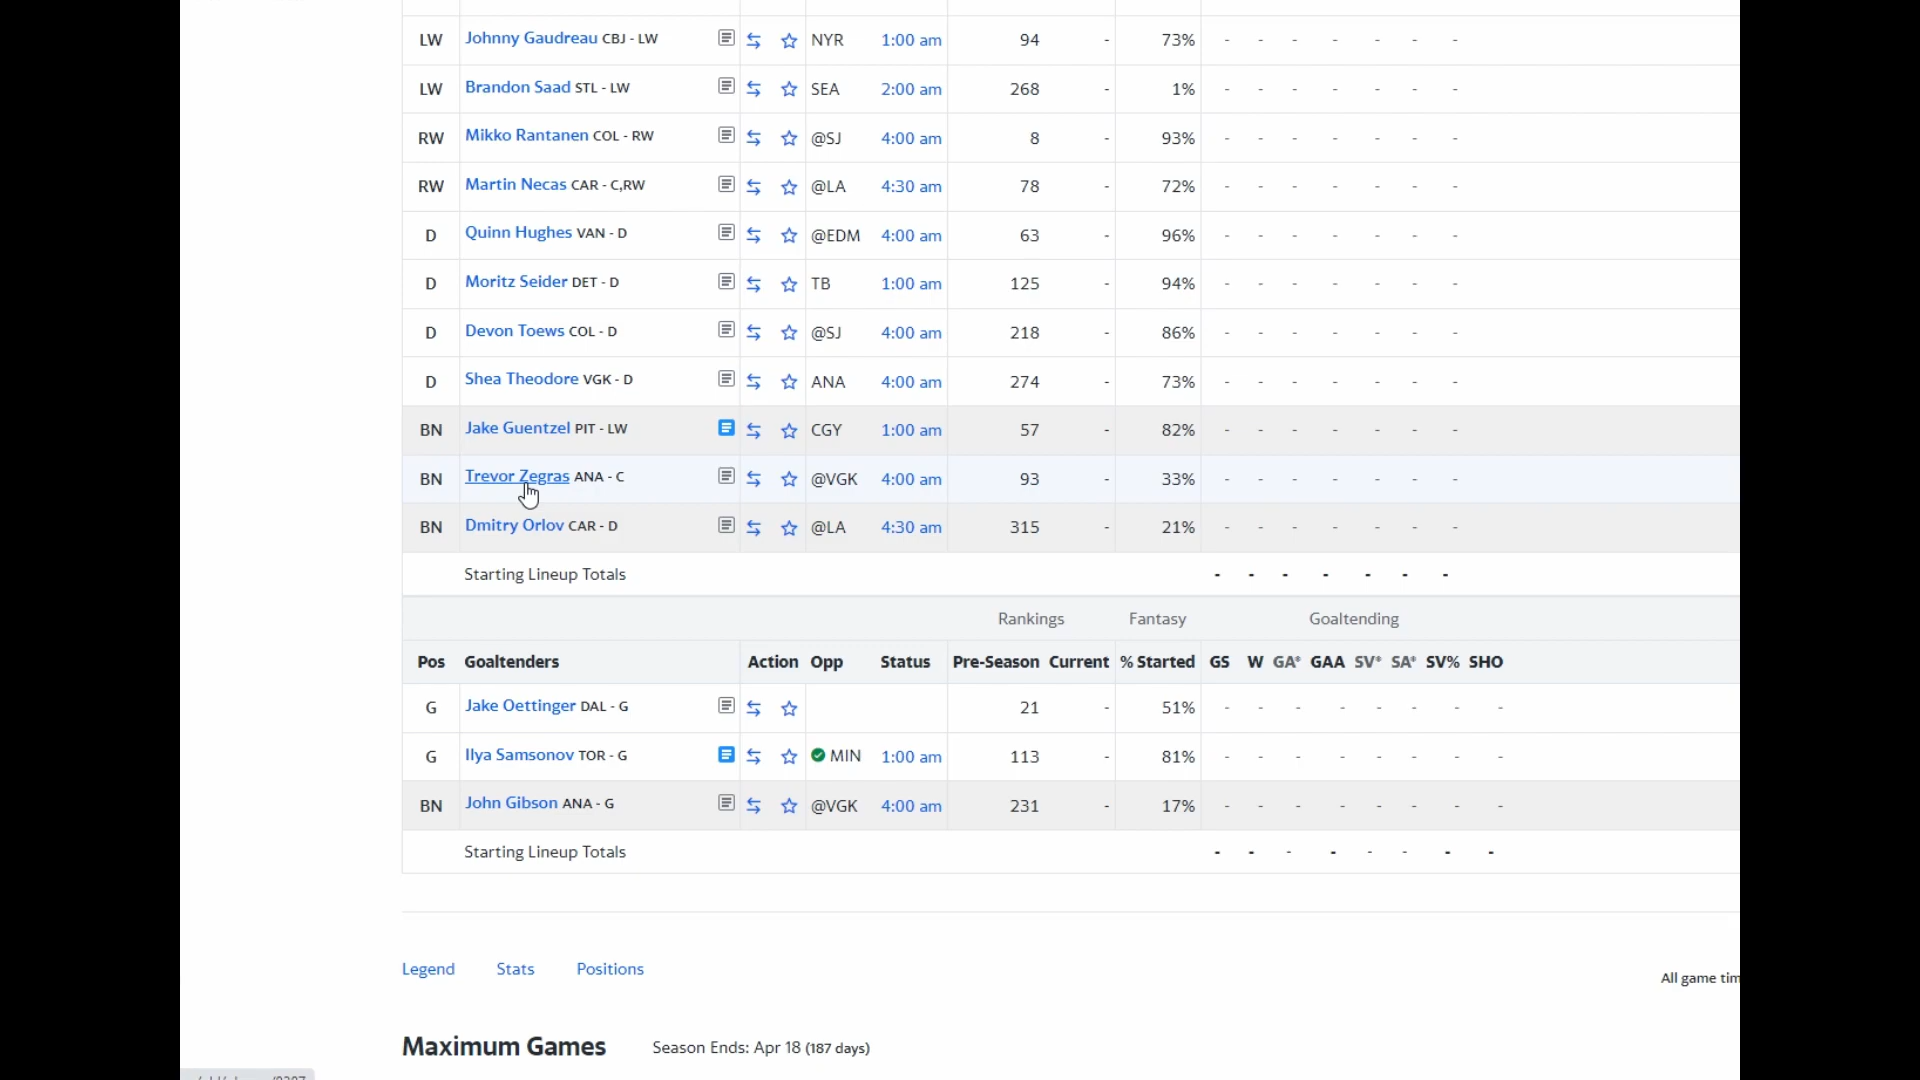 LW Johnny Gaudreau CBJ - LW NYR 1:00 am 94 - 73% - - - - - - -
LW Brandon Saad STL - LW SEA 2:00 am 268 - 1% - - - - - - -
RW Mikko Rantanen COL - RW @SJ 4:00 am 8 - 93% - - - - - - -
RW Martin Necas CAR - C,RW @LA 4:30 am 78 - 72% - - - - - - -
D Quinn Hughes VAN - D @EDM 4:00 am 63 - 96% - - - - - - -
D Moritz Seider DET - D TB 1:00 am 125 - 94% - - - - - - -
D Devon Toews COL - D @SJ 4:00 am 218 - 86% - - - - - - -
D Shea Theodore VGK - D ANA 4:00 am 274 - 73% - - - - - - -
BN Jake Guentzel PIT - LW CGY 1:00 am 57 - 82% - - - - - - -
BN Trevor Zegras ANA - C @VGK 4:00 am 93 - 33% - - - - - - -
BN Dmitry Orlov CAR - D @LA 4:30 am 315 - 21% - - - - - - -
Starting Lineup Totals - - - - - - -
Rankings Fantasy Goaltending
Pos Goaltenders Action Opp Status Pre-Season Current % Started GS W GA* GAA SV* SA* SV% SHO
G Jake Oettinger DAL - G 21 - 51% - - - - - - - -
G Ilya Samsonov TOR - G MIN 1:00 am 113 - 81% - - - - - - - -
BN John Gibson ANA - G @VGK 4:00 am 231 - 17% - - - - - - - -
Starting Lineup Totals - - - - - - - -
Legend Stats Positions
All game tim
Maximum Games Season Ends: Apr 18 (187 days)